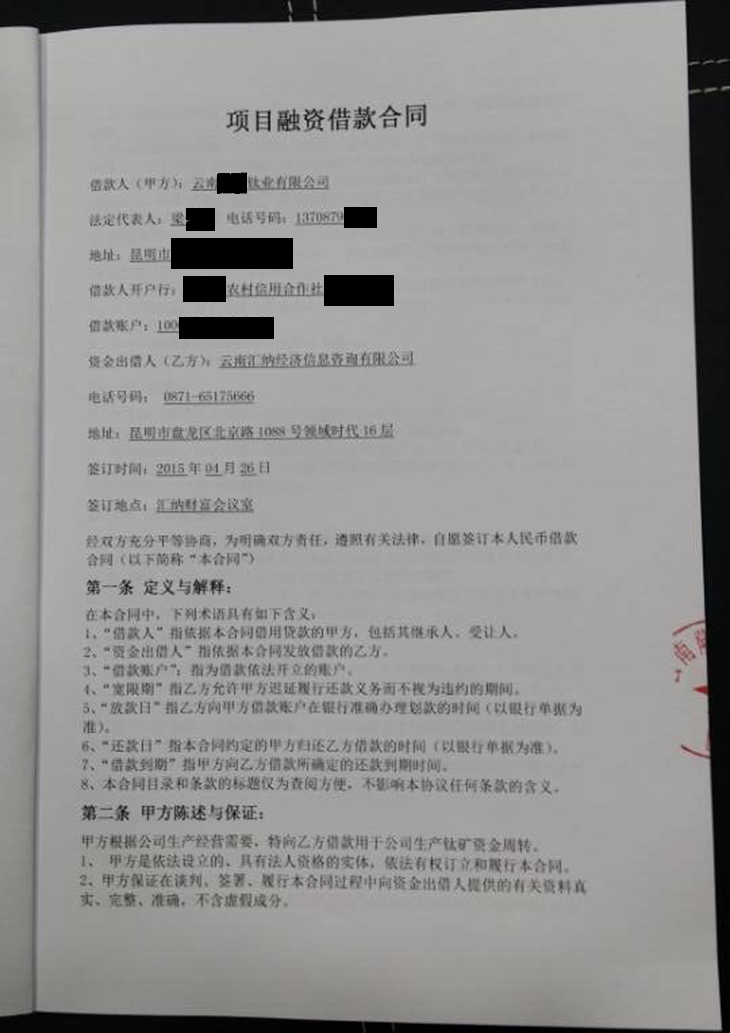 项目融资借款合同
借款人（甲方）：云南 钛业有限公司
法定代表人：梁 电话号码：1370879
地址：昆明市
借款人开户行： 农村信用合作社
借款账户：100
资金出借人（乙方）：云南汇纳经济信息咨询有限公司
电话号码： 0871-65175666
地址：昆明市盘龙区北京路 1088 号领域时代 16 层
签订时间：2015 年 04 月 26 日
签订地点：汇纳财富会议室
经双方充分平等协商，为明确双方责任，遵照有关法律，自愿签订本人民币借款
合同（以下简称“本合同”）
第一条 定义与解释：
在本合同中，下列术语具有如下含义：
1、“借款人”指依据本合同借用贷款的甲方，包括其继承人、受让人。
2、“资金出借人”指依据本合同发放借款的乙方。
3、“借款账户”：指为借款依法开立的账户。
4、“宽限期”指乙方允许甲方迟延履行还款义务而不视为违约的期间。
5、“放款日”指乙方向甲方借款账户在银行准确办理划款的时间（以银行单据为
准）。
6、“还款日”指本合同约定的甲方归还乙方借款的时间（以银行单据为准）。
7、“借款到期”指甲方向乙方借款所确定的还款到期时间。
8、本合同目录和条款的标题仅为查阅方便，不影响本协议任何条款的含义。
第二条 甲方陈述与保证：
甲方根据公司生产经营需要，特向乙方借款用于公司生产钛矿资金周转。
1、 甲方是依法设立的、具有法人资格的实体，依法有权订立和履行本合同。
2、甲方保证在谈判、签署、履行本合同过程中向资金出借人提供的有关资料真
实、完整、准确，不含虚假成分。
南